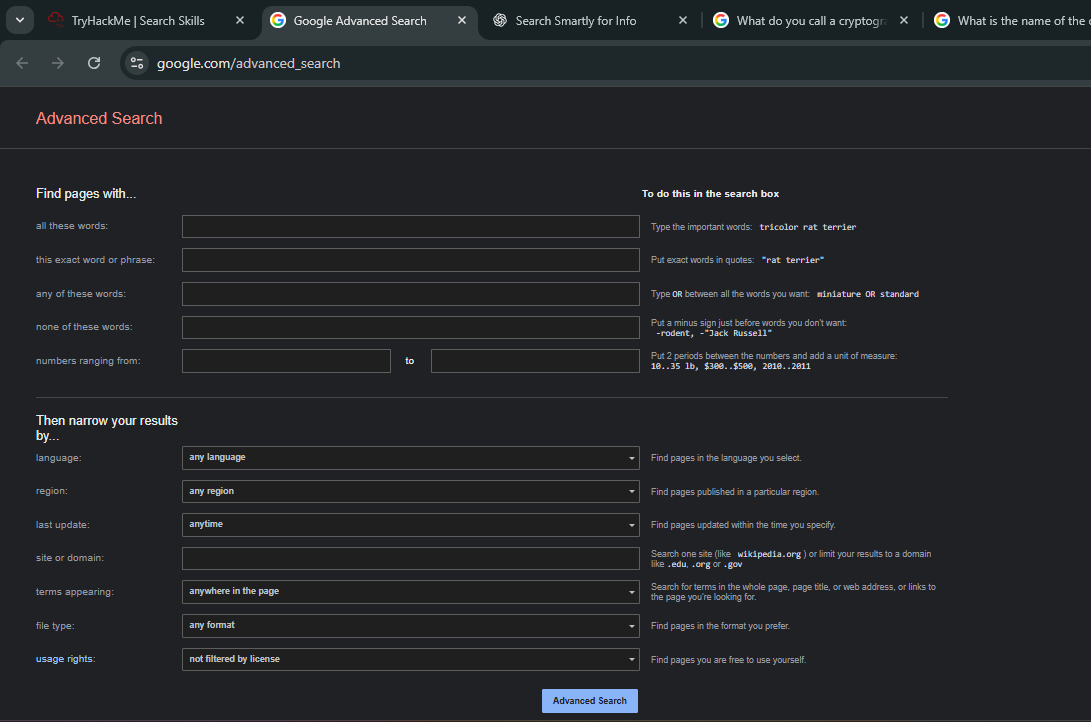 TryHackMe | Search Skills
Google Advanced Search
Search Smartly for Info
What do you call a cryptogra
What is the name of the
google.com/advanced_search
Advanced Search
Find pages with...
To do this in the search box
all these words:
Type the important words: tricolor rat terrier
this exact word or phrase:
Put exact words in quotes: "rat terrier"
any of these words:
Type OR between all the words you want: miniature OR standard
none of these words:
Put a minus sign just before words you don't want:
-rodent, -"Jack Russell"
numbers ranging from:
to
Put 2 periods between the numbers and add a unit of measure:
10..35 lb, $300..$500, 2010..2011
Then narrow your results
by...
language:
any language
Find pages in the language you select.
region:
any region
Find pages published in a particular region.
last update:
anytime
Find pages updated within the time you specify.
site or domain:
Search one site (like wikipedia.org ) or limit your results to a domain
like .edu, .org or .gov
terms appearing:
anywhere in the page
Search for terms in the whole page, page title, or web address, or links to
the page you're looking for.
file type:
any format
Find pages in the format you prefer.
usage rights:
not filtered by license
Find pages you are free to use yourself.
Advanced Search